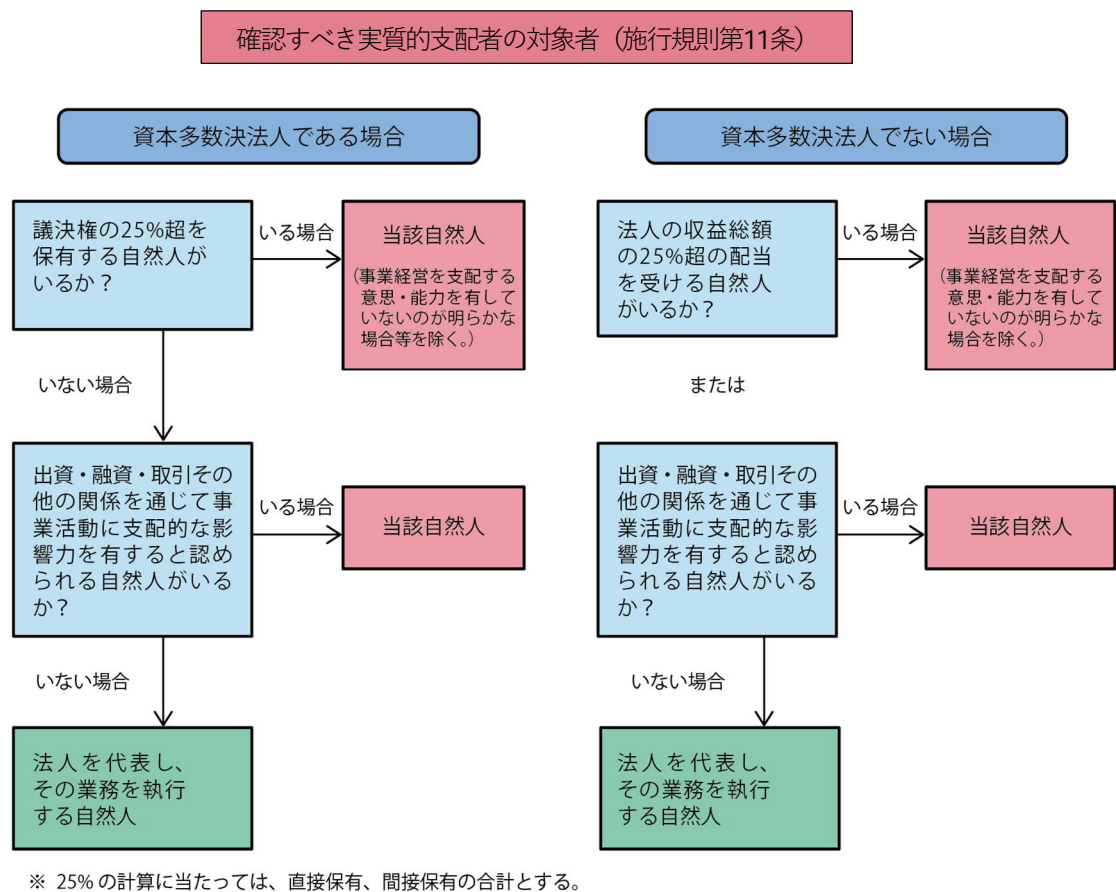 確認すべき実質的支配者の対象者（施行規則第11条）
資本多数決法人である場合
議決権の25%超を
保有する自然人が
いるか？
いる場合
当該自然人
（事業経営を支配する
意思・能力を有して
いないのが明らかな
場合等を除く。）
いない場合
出資・融資・取引その
他の関係を通じて事
業活動に支配的な影
響力を有すると認め
られる自然人がいる
か？
いる場合
当該自然人
いない場合
法人を代表し、
その業務を執行
する自然人
資本多数決法人でない場合
法人の収益総額
の25%超の配当
を受ける自然人
がいるか？
いる場合
当該自然人
（事業経営を支配する
意思・能力を有して
いないのが明らかな
場合を除く。）
または
出資・融資・取引その
他の関係を通じて事
業活動に支配的な影
響力を有すると認め
られる自然人がいる
か？
いる場合
当該自然人
いない場合
法人を代表し、
その業務を執行
する自然人
※ 25% の計算に当たっては、直接保有、間接保有の合計とする。